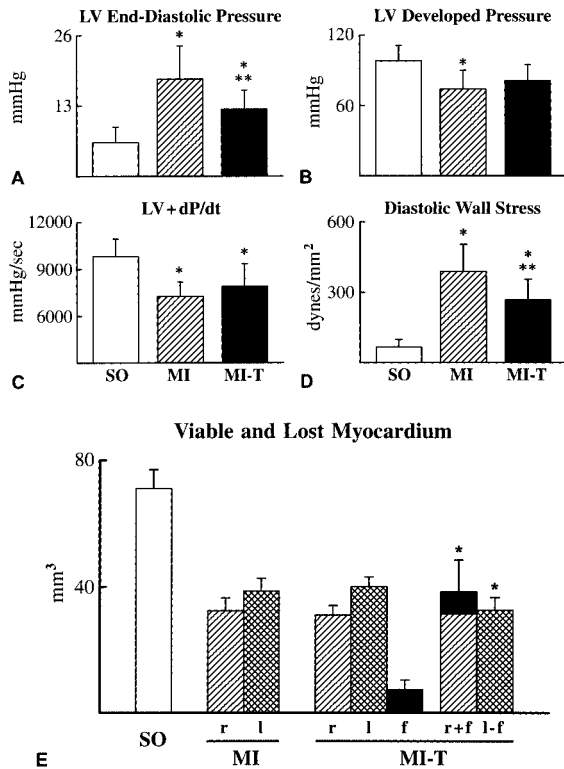 LV End-Diastolic Pressure
26
13
mmHg
*
*
**
A
LV Developed Pressure
120
60
mmHg
*
B
LV + dP/dt
12000
9000
6000
mmHg/sec
*
*
C
SO MI MI-T
Diastolic Wall Stress
600
300
dynes/mm²
*
*
**
D
SO MI MI-T
Viable and Lost Myocardium
80
40
mm³
*
*
r l r l f r+f l-f
E SO MI MI-T